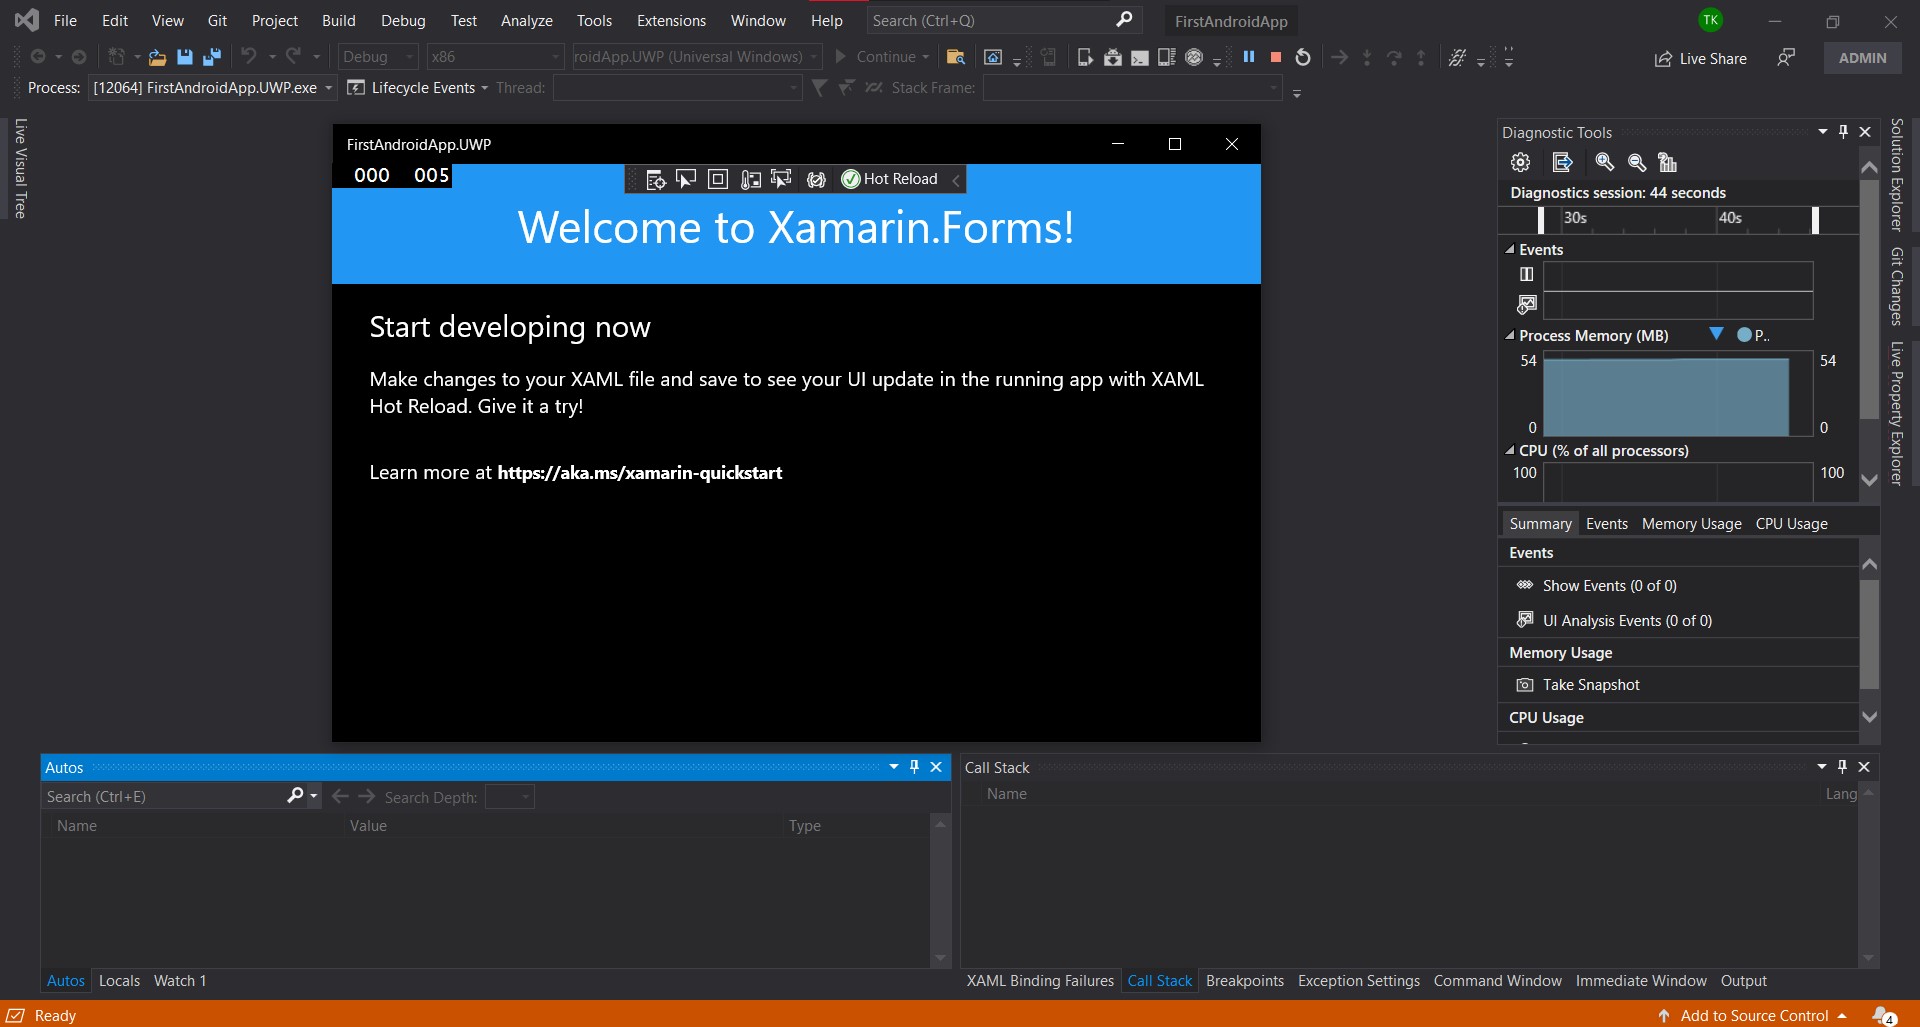 File Edit View Git Project Build Debug Test Analyze Tools Extensions Window Help Search (Ctrl+Q) FirstAndroidApp TK
Debug x86 roidApp.UWP (Universal Windows) Continue Live Share ADMIN
Process: [12064] FirstAndroidApp.UWP.exe Lifecycle Events Thread: Stack Frame:
Live Visual Tree
FirstAndroidApp.UWP
000 005
Hot Reload
Welcome to Xamarin.Forms!
Start developing now
Make changes to your XAML file and save to see your UI update in the running app with XAML
Hot Reload. Give it a try!
Learn more at https://aka.ms/xamarin-quickstart
Diagnostic Tools
Diagnostics session: 44 seconds
30s 40s
Events
Process Memory (MB) P..
54 54
0 0
CPU (% of all processors)
100 100
Summary Events Memory Usage CPU Usage
Events
Show Events (0 of 0)
UI Analysis Events (0 of 0)
Memory Usage
Take Snapshot
CPU Usage
Solution Explorer
Git Changes
Live Property Explorer
Autos
Search (Ctrl+E) Search Depth:
Name Value Type
Autos Locals Watch 1
Call Stack
Name Lang
XAML Binding Failures Call Stack Breakpoints Exception Settings Command Window Immediate Window Output
Ready Add to Source Control 4